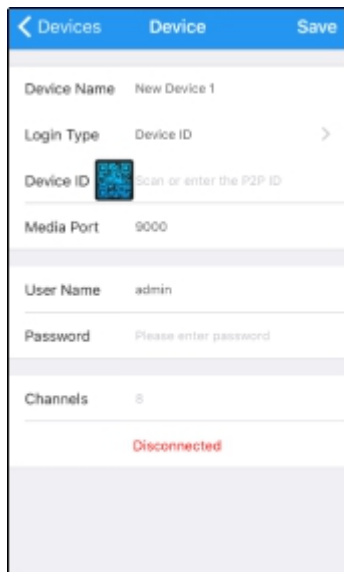 Devices Device Save
Device Name New Device 1
Login Type Device ID
Device ID Scan or enter the P2P ID
Media Port 9000
User Name admin
Password Please enter password
Channels 8
Disconnected